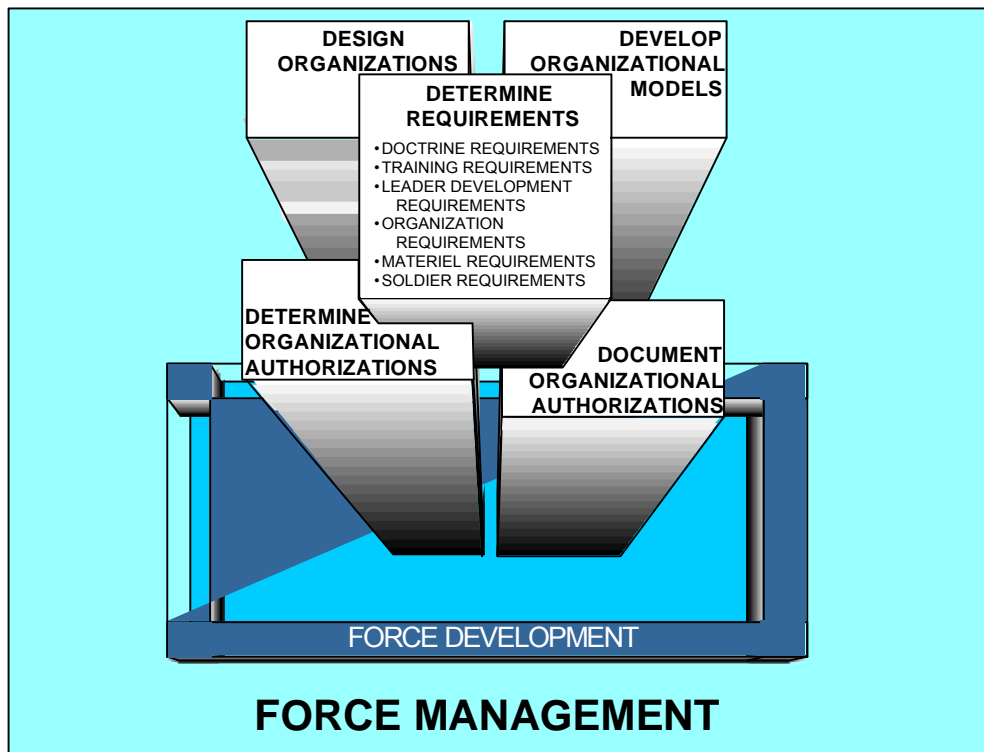 DESIGN
ORGANIZATIONS
DEVELOP
ORGANIZATIONAL
MODELS
DETERMINE
REQUIREMENTS
•DOCTRINE REQUIREMENTS
•TRAINING REQUIREMENTS
•LEADER DEVELOPMENT
REQUIREMENTS
•ORGANIZATION
REQUIREMENTS
•MATERIEL REQUIREMENTS
•SOLDIER REQUIREMENTS
DETERMINE
ORGANIZATIONAL
AUTHORIZATIONS
DOCUMENT
ORGANIZATIONAL
AUTHORIZATIONS
FORCE DEVELOPMENT
FORCE MANAGEMENT